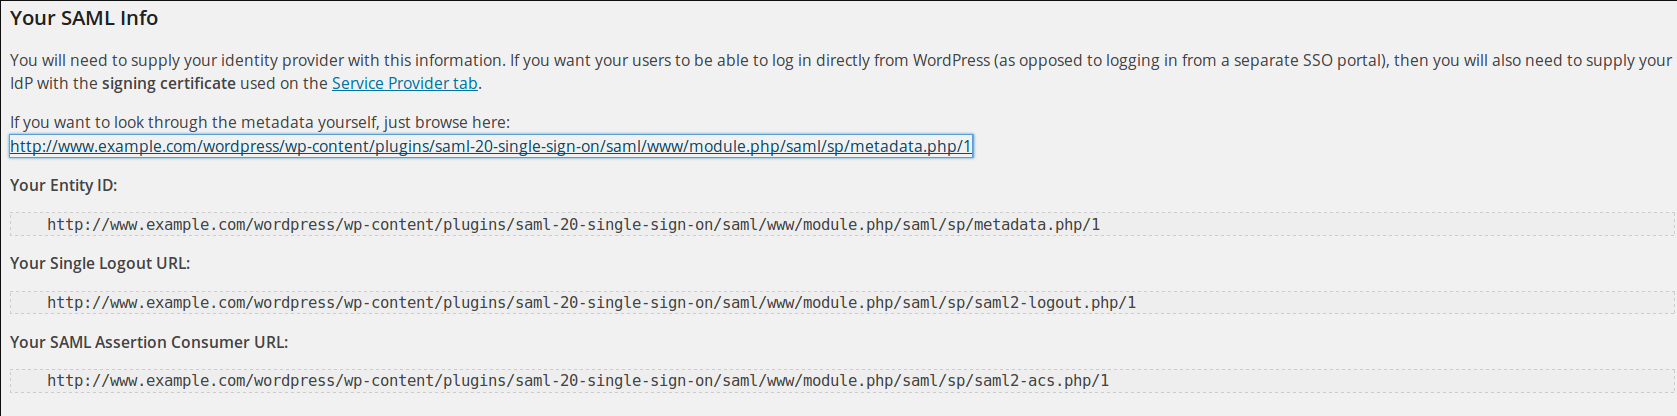 Your SAML Info
You will need to supply your identity provider with this information. If you want your users to be able to log in directly from WordPress (as opposed to logging in from a separate SSO portal), then you will also need to supply your
IdP with the signing certificate used on the Service Provider tab.
If you want to look through the metadata yourself, just browse here:
http://www.example.com/wordpress/wp-content/plugins/saml-20-single-sign-on/saml/www/module.php/saml/sp/metadata.php/1
Your Entity ID:
http://www.example.com/wordpress/wp-content/plugins/saml-20-single-sign-on/saml/www/module.php/saml/sp/metadata.php/1
Your Single Logout URL:
http://www.example.com/wordpress/wp-content/plugins/saml-20-single-sign-on/saml/www/module.php/saml/sp/saml2-logout.php/1
Your SAML Assertion Consumer URL:
http://www.example.com/wordpress/wp-content/plugins/saml-20-single-sign-on/saml/www/module.php/saml/sp/saml2-acs.php/1